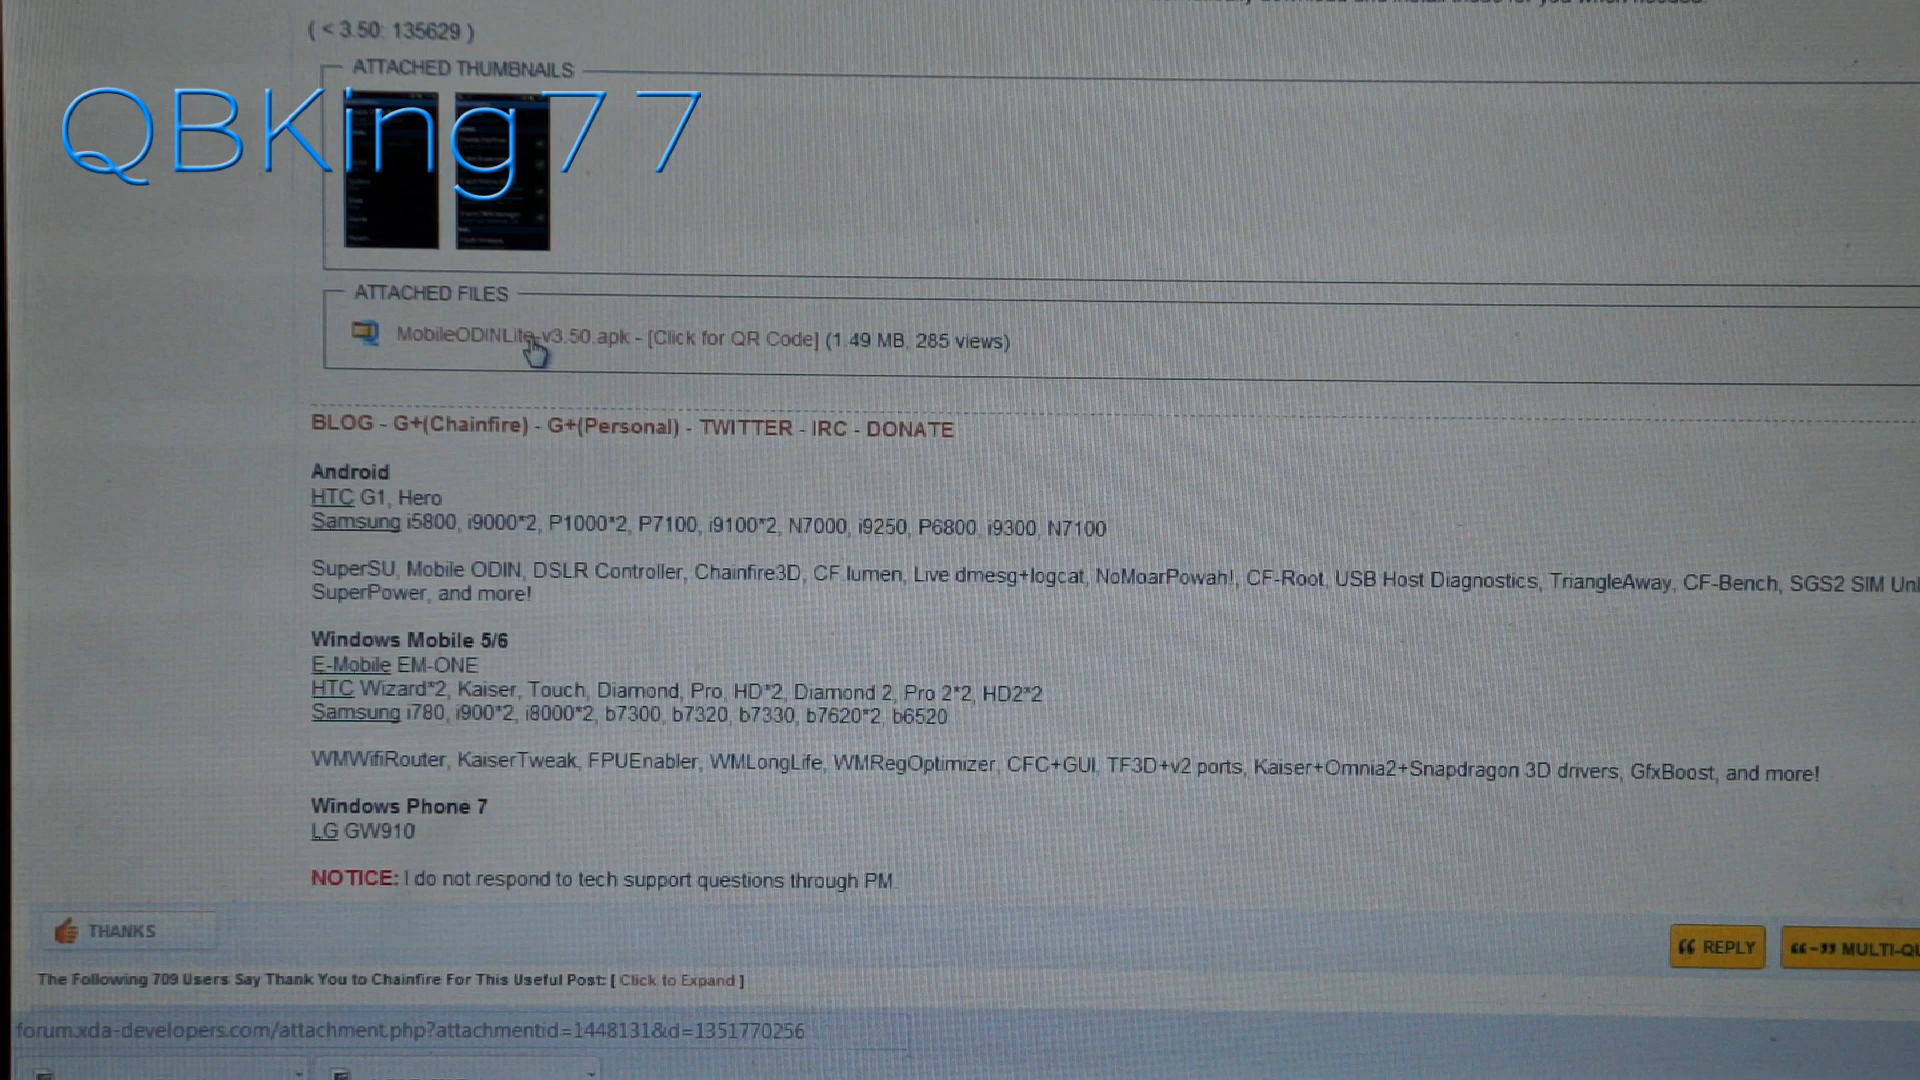 ( < 3.50: 135629 )
ATTACHED THUMBNAILS
QBKing77
ATTACHED FILES
MobileODINLite-v3.50.apk - [Click for QR Code] (1.49 MB, 285 views)
BLOG - G+(Chainfire) - G+(Personal) - TWITTER - IRC - DONATE
Android
HTC G1, Hero
Samsung i5800, i9000*2, P1000*2, P7100, i9100*2, N7000, i9250, P6800, i9300, N7100
SuperSU, Mobile ODIN, DSLR Controller, Chainfire3D, CF.lumen, Live dmesg+logcat, NoMoarPowah!, CF-Root, USB Host Diagnostics, TriangleAway, CF-Bench, SGS2 SIM Unl
SuperPower, and more!
Windows Mobile 5/6
E-Mobile EM-ONE
HTC Wizard*2, Kaiser, Touch, Diamond, Pro, HD*2, Diamond 2, Pro 2*2, HD2*2
Samsung i780, i900*2, i8000*2, b7300, b7320, b7330, b7620*2, b6520
WMWifiRouter, KaiserTweak, FPUEnabler, WMLongLife, WMRegOptimizer, CFC+GUI, TF3D+v2 ports, Kaiser+Omnia2+Snapdragon 3D drivers, GfxBoost, and more!
Windows Phone 7
LG GW910
NOTICE: I do not respond to tech support questions through PM.
THANKS
REPLY
MULTI-QU
The Following 709 Users Say Thank You to Chainfire For This Useful Post: [ Click to Expand ]
forum.xda-developers.com/attachment.php?attachmentid=1448131&d=1351770256